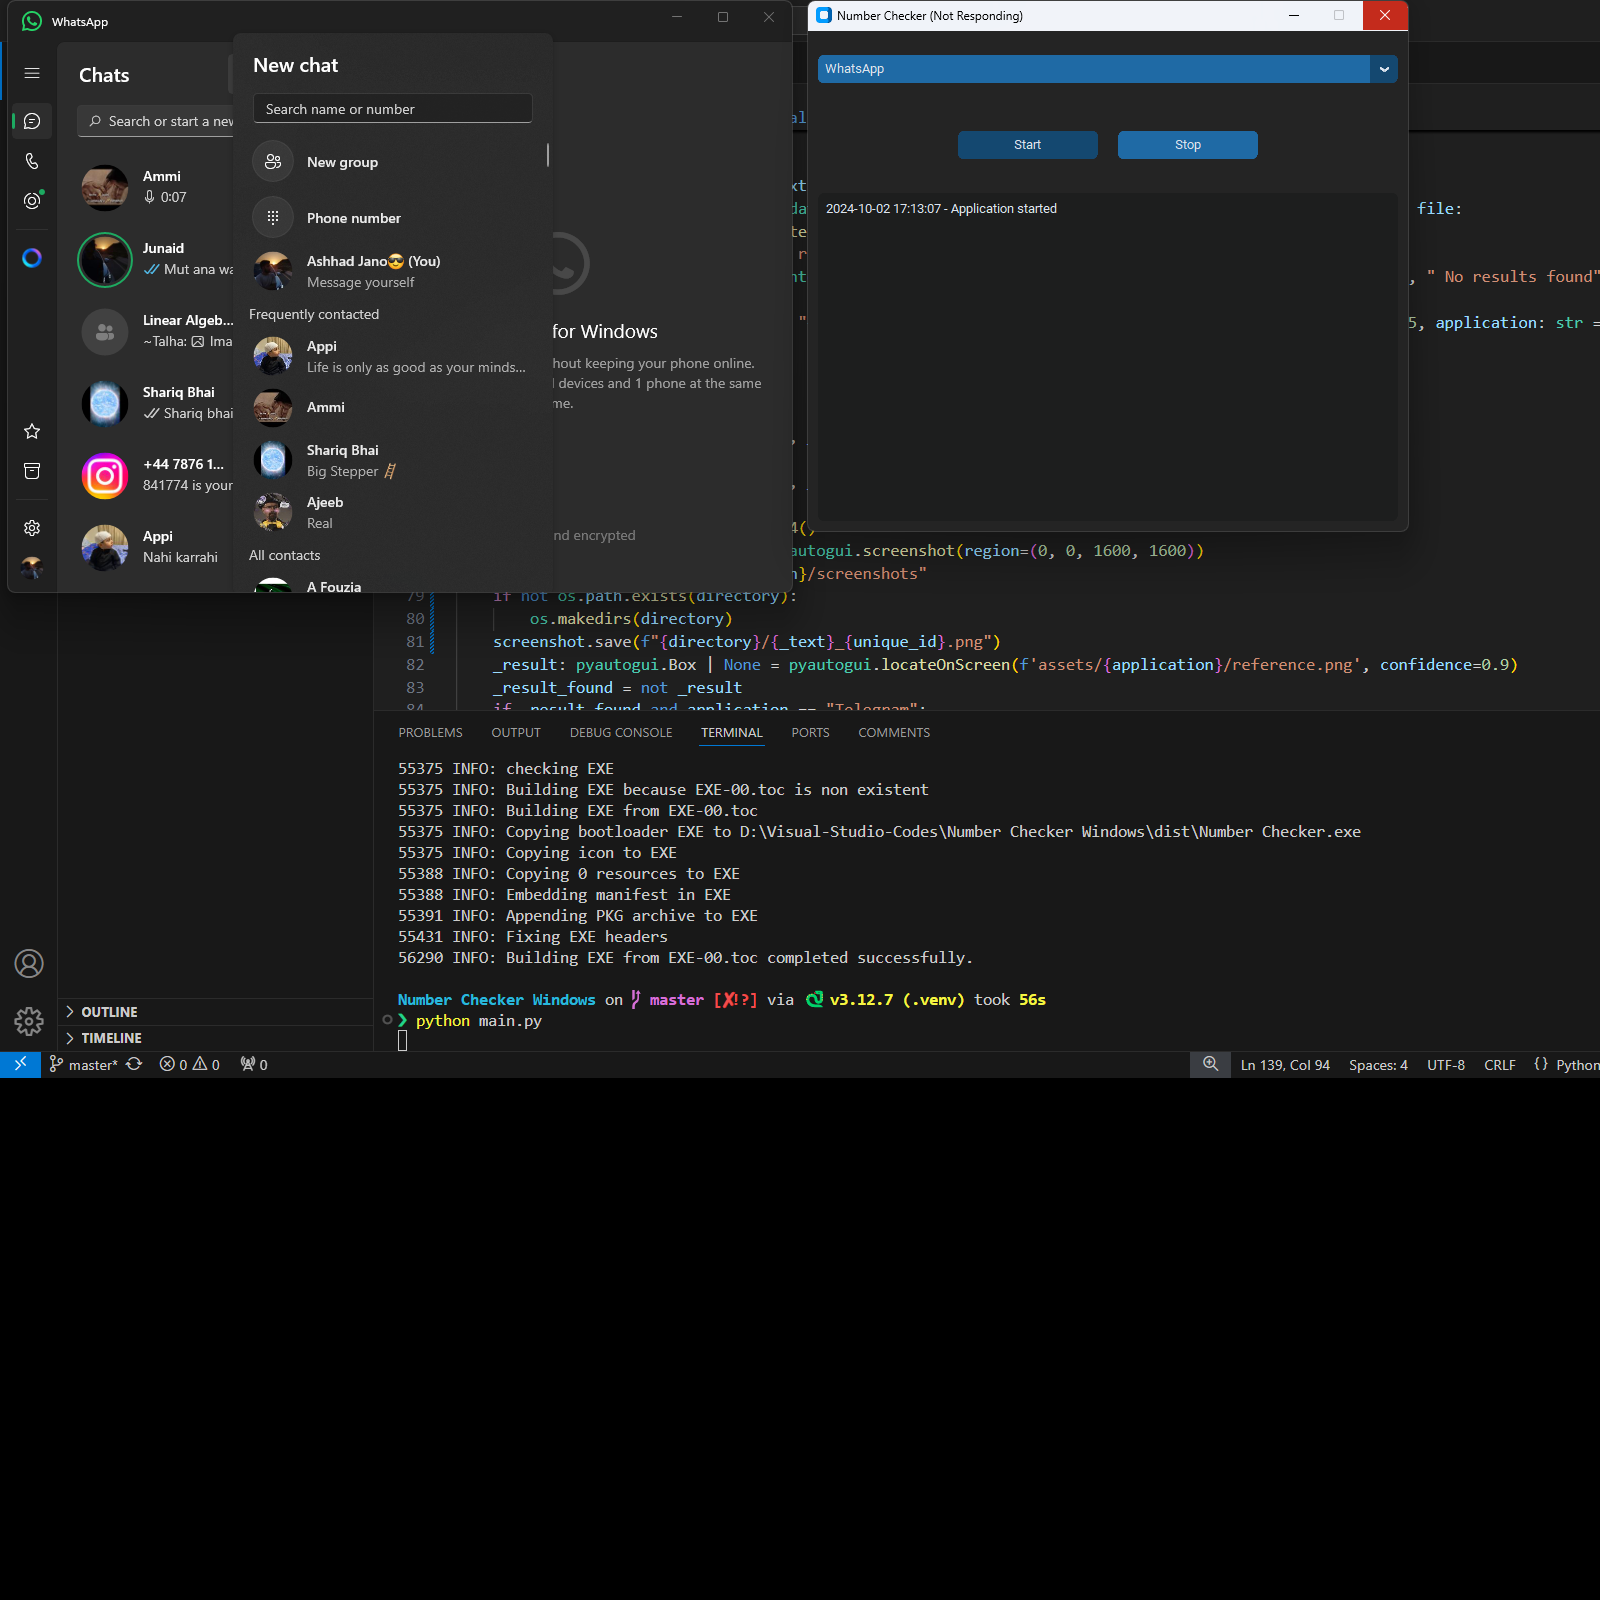 WhatsApp
Chats
Search or start a new
Ammi
0:07
Junaid
Mut ana wa
Linear Algeb...
~Talha: Ima
Shariq Bhai
Shariq bhai
+44 7876 1...
841774 is your
Appi
Nahi karrahi
New chat
Search name or number
New group
Phone number
Ashhad Jano😎 (You)
Message yourself
Frequently contacted
Appi
Life is only as good as your minds...
Ammi
Shariq Bhai
Big Stepper 🪜
Ajeeb
Real
All contacts
A Fouzia
for Windows
hout keeping your phone online.
devices and 1 phone at the same
me.
nd encrypted
Number Checker (Not Responding)
WhatsApp
Start
Stop
2024-10-02 17:13:07 - Application started
file:
, " No results found"
5, application: str =
4()
autogui.screenshot(region=(0, 0, 1600, 1600))
n}/screenshots"
79 if not os.path.exists(directory):
80 os.makedirs(directory)
81 screenshot.save(f"{directory}/{_text}_{unique_id}.png")
82 _result: pyautogui.Box | None = pyautogui.locateOnScreen(f'assets/{application}/reference.png', confidence=0.9)
83 _result_found = not _result
84 if _result_found and application == "Telegram":
PROBLEMS OUTPUT DEBUG CONSOLE TERMINAL PORTS COMMENTS
55375 INFO: checking EXE
55375 INFO: Building EXE because EXE-00.toc is non existent
55375 INFO: Building EXE from EXE-00.toc
55375 INFO: Copying bootloader EXE to D:\Visual-Studio-Codes\Number Checker Windows\dist\Number Checker.exe
55375 INFO: Copying icon to EXE
55388 INFO: Copying 0 resources to EXE
55388 INFO: Embedding manifest in EXE
55391 INFO: Appending PKG archive to EXE
55431 INFO: Fixing EXE headers
56290 INFO: Building EXE from EXE-00.toc completed successfully.
Number Checker Windows on master [✘!?] via v3.12.7 (.venv) took 56s
❯ python main.py
OUTLINE
TIMELINE
master* 0 0 0
Ln 139, Col 94 Spaces: 4 UTF-8 CRLF {} Python